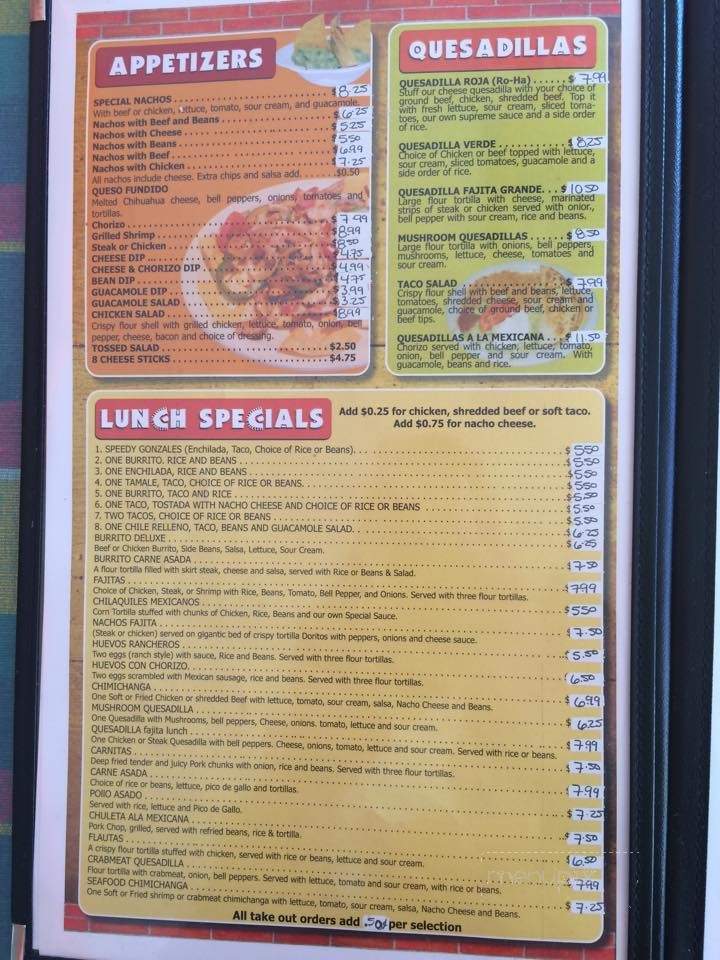 APPETIZERS
SPECIAL NACHOS $8.25
With beef or chicken, lettuce, tomato, sour cream, and guacamole.
Nachos with Beef and Beans $6.25
Nachos with Cheese $5.25
Nachos with Beans $5.50
Nachos with Beef $6.99
Nachos with Chicken $7.25
All nachos include cheese. Extra chips and salsa add. $0.50
QUESO FUNDIDO
Melted Chihuahua cheese, bell peppers, onions, tomatoes and
tortillas.
Chorizo $7.99
Grilled Shrimp $8.99
Steak or Chicken $8.50
CHEESE DIP $4.75
CHEESE & CHORIZO DIP $4.99
BEAN DIP $4.75
GUACAMOLE DIP $3.99
GUACAMOLE SALAD $3.25
CHICKEN SALAD $8.99
Crispy flour shell with grilled chicken, lettuce, tomato, onion, bell
pepper, cheese, bacon and choice of dressing.
TOSSED SALAD $2.50
8 CHEESE STICKS $4.75
QUESADILLAS
QUESADILLA ROJA (Ro-Ha) $7.99
Stuff our cheese quesadilla with your choice of
ground beef, chicken, shredded beef. Top it
with fresh lettuce, sour cream, sliced toma-
toes, our own supreme sauce and a side order
of rice.
QUESADILLA VERDE $8.25
Choice of Chicken or beef topped with lettuce,
sour cream, sliced tomatoes, guacamole and a
side order of rice.
QUESADILLA FAJITA GRANDE... $10.50
Large flour tortilla with cheese, marinated
strips of steak or chicken served with onior.,
bell pepper with sour cream, rice and beans.
MUSHROOM QUESADILLAS $8.50
Large flour tortilla with onions, bell peppers,
mushrooms, lettuce, cheese, tomatoes and
sour cream.
TACO SALAD $7.99
Crispy flour shell with beef and beans, lettuce,
tomatoes, shredded cheese, sour cream and
guacamole, choice of ground beef, chicken or
beef tips.
QUESADILLAS A LA MEXICANA... $11.50
Chorizo served with chicken, lettuce, tomato,
onion, bell pepper and sour cream. With
guacamole, beans and rice.
LUNCH SPECIALS
Add $0.25 for chicken, shredded beef or soft taco.
Add $0.75 for nacho cheese.
1. SPEEDY GONZALES (Enchilada, Taco, Choice of Rice or Beans). $5.50
2. ONE BURRITO. RICE AND BEANS $5.50
3. ONE ENCHILADA, RICE AND BEANS $5.50
4. ONE TAMALE, TACO, CHOICE OF RICE OR BEANS. $5.50
5. ONE BURRITO, TACO AND RICE $5.50
6. ONE TACO, TOSTADA WITH NACHO CHEESE AND CHOICE OF RICE OR BEANS $5.50
7. TWO TACOS, CHOICE OF RICE OR BEANS $5.50
8. ONE CHILE RELLENO, TACO, BEANS AND GUACAMOLE SALAD. $6.25
BURRITO DELUXE $6.25
Beef or Chicken Burrito, Side Beans, Salsa, Lettuce, Sour Cream.
BURRITO CARNE ASADA $7.50
A flour tortilla filled with skirt steak, cheese and salsa, served with Rice or Beans & Salad.
FAJITAS $7.99
Choice of Chicken, Steak, or Shrimp with Rice, Beans, Tomato, Bell Pepper, and Onions. Served with three flour tortillas.
CHILAQUILES MEXICANOS $5.50
Corn Tortilla stuffed with chunks of Chicken, Rice, Beans and our own Special Sauce.
NACHOS FAJITA $7.50
(Steak or chicken) served on gigantic bed of crispy tortilla Doritos with peppers, onions and cheese sauce.
HUEVOS RANCHEROS $5.50
Two eggs (ranch style) with sauce, Rice and Beans. Served with three flour tortillas.
HUEVOS CON CHORIZO. $6.50
Two eggs scrambled with Mexican sausage, rice and beans. Served with three flour tortillas.
CHIMICHANGA $6.99
One Soft or Fried Chicken or shredded Beef with lettuce, tomato, sour cream, salsa, Nacho Cheese and Beans.
MUSHROOM QUESADILLA $6.25
One Quesadilla with Mushrooms, bell peppers, Cheese, onions. tomato, lettuce and sour cream.
QUESADILLA fajita lunch $7.99
One Chicken or Steak Quesadilla with bell peppers. Cheese, onions, tomato, lettuce and sour cream. Served with rice or beans.
CARNITAS $7.50
Deep fried tender and juicy Pork chunks with onion, rice and beans. Served with three flour tortillas.
CARNE ASADA $7.99
Choice of rice or beans, lettuce, pico de gallo and tortillas.
POllO ASADO $7.25
Served with rice, lettuce and Pico de Gallo.
CHULETA ALA MEXICANA $7.50
Pork Chop, grilled, served with refried beans, rice & tortilla.
FLAUTAS $6.50
A crispy flour tortilla stuffed with chicken, served with rice or beans, lettuce and sour cream.
CRABMEAT QUESADILLA $7.99
Flour tortilla with crabmeat, onion, bell peppers. Served with lettuce, tomato and sour cream, with rice or beans.
SEAFOOD CHIMICHANGA $7.25
One Soft or Fried shrimp or crabmeat chimichanga with lettuce, tomato, sour cream, salsa, Nacho Cheese and Beans.
All take out orders add .50¢ per selection